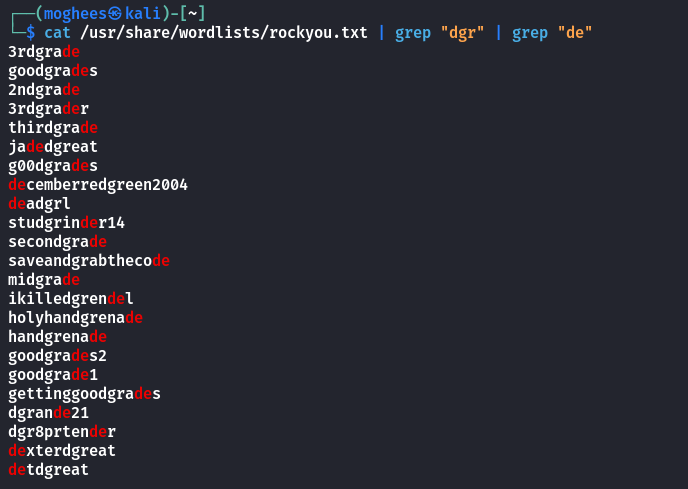 ┌──(moghees㉿kali)-[~]
└─$ cat /usr/share/wordlists/rockyou.txt | grep "dgr" | grep "de"
3rdgrade
goodgrades
2ndgrade
3rdgrader
thirdgrade
jadedgreat
g00dgrades
decemberredgreen2004
deadgrl
studgrinder14
secondgrade
saveandgrabthecode
midgrade
ikilledgrendel
holyhandgrenade
handgrenade
goodgrades2
goodgrade1
gettinggoodgrades
dgrande21
dgr8prtender
dexterdgreat
detdgreat